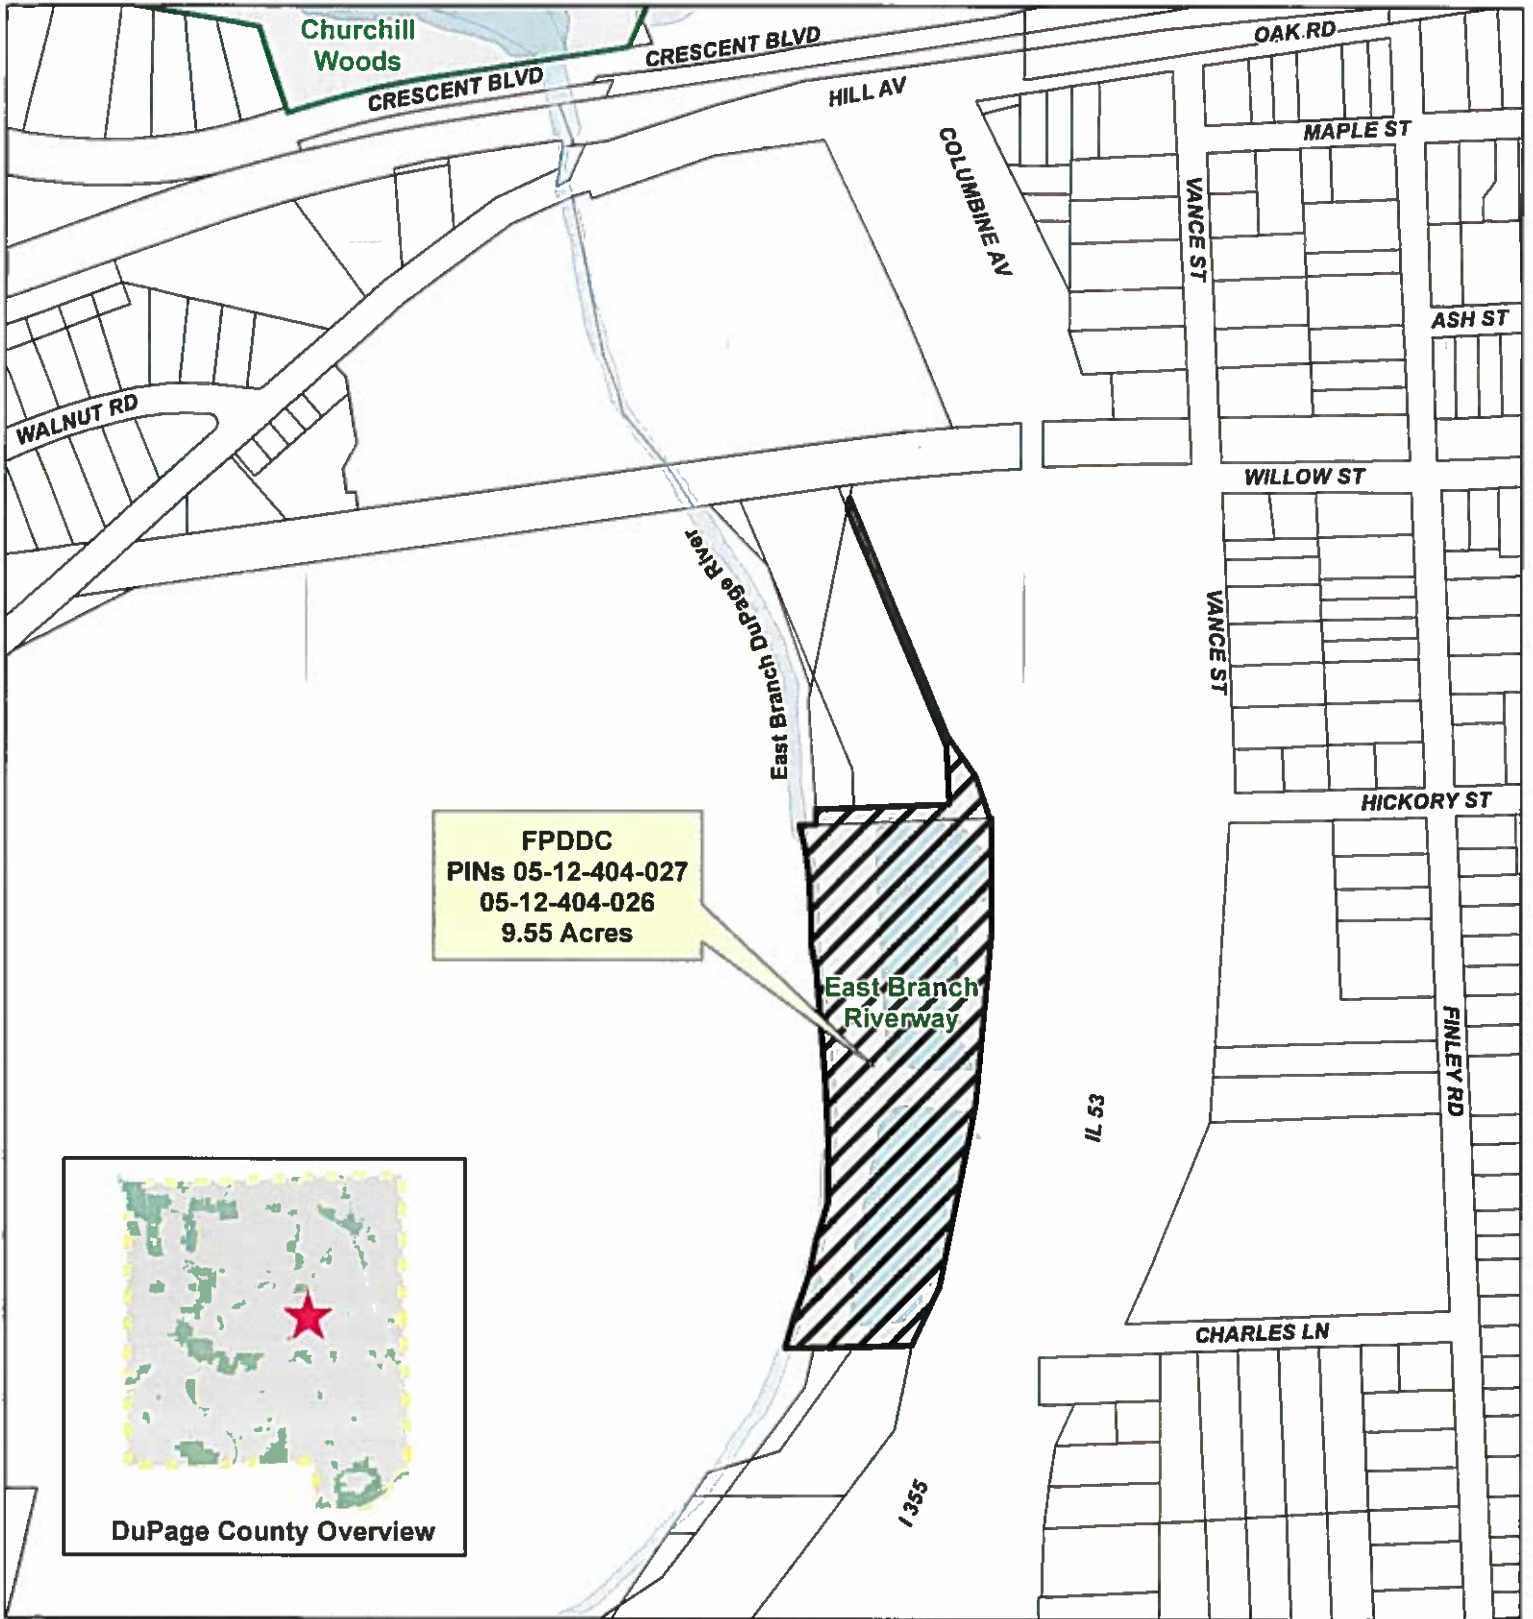 Churchill
Woods
CRESCENT BLVD
CRESCENT BLVD
OAK RD
HILL AV
MAPLE ST
COLUMBINE AV
VANCE ST
ASH ST
WALNUT RD
WILLOW ST
East Branch DuPage River
VANCE ST
HICKORY ST
FPDDC
PINs 05-12-404-027
05-12-404-026
9.55 Acres
East Branch
Riverway
FINLEY RD
IL 53
CHARLES LN
I 355
DuPage County Overview